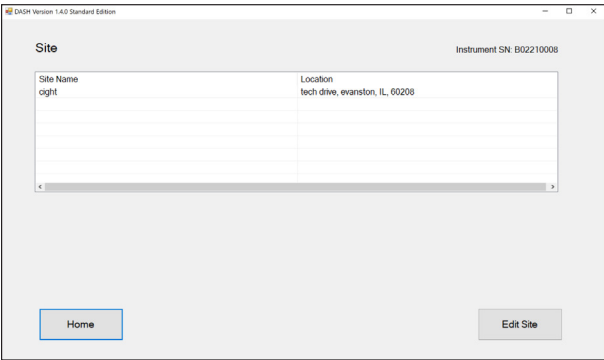 DASH Version 1.4.0 Standard Edition
Site
Instrument SN: B02210008
Site Name Location
cight tech drive, evanston, IL, 60208
Home Edit Site